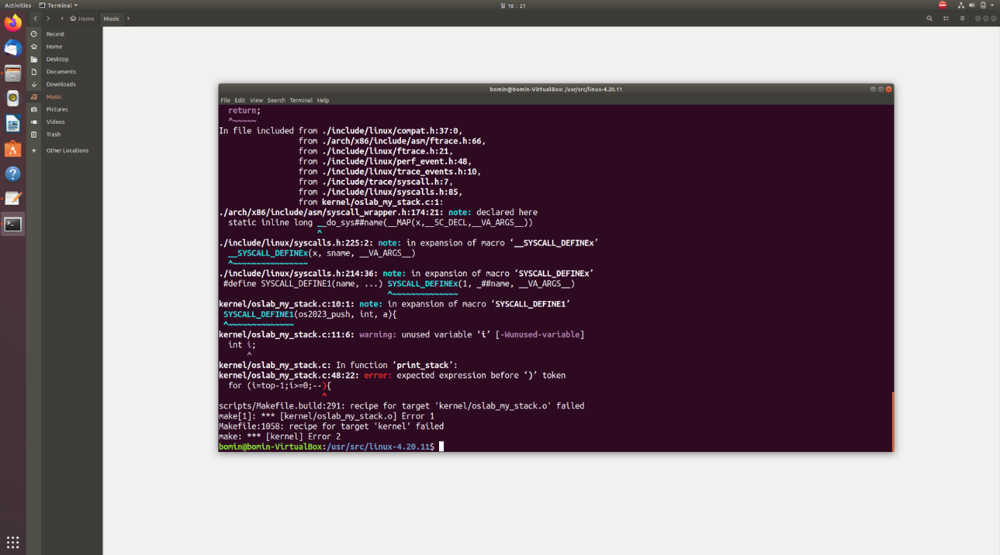 Activities
Terminal
일 18 : 21
Home
Music
Recent
Home
Desktop
Documents
Downloads
Music
Pictures
Videos
Trash
Other Locations
bomin@bomin-VirtualBox: /usr/src/linux-4.20.11
File Edit View Search Terminal Help
return;
^~~~~~
In file included from ./include/linux/compat.h:37:0,
from ./arch/x86/include/asm/ftrace.h:66,
from ./include/linux/ftrace.h:21,
from ./include/linux/perf_event.h:48,
from ./include/linux/trace_events.h:10,
from ./include/trace/syscall.h:7,
from ./include/linux/syscalls.h:85,
from kernel/oslab_my_stack.c:1:
./arch/x86/include/asm/syscall_wrapper.h:174:21: note: declared here
static inline long __do_sys##name(__MAP(x,__SC_DECL,__VA_ARGS__))
^
./include/linux/syscalls.h:225:2: note: in expansion of macro ‘__SYSCALL_DEFINEx’
__SYSCALL_DEFINEx(x, sname, __VA_ARGS__)
^~~~~~~~~~~~~~~~~
./include/linux/syscalls.h:214:36: note: in expansion of macro ‘SYSCALL_DEFINEx’
#define SYSCALL_DEFINE1(name, ...) SYSCALL_DEFINEx(1, _##name, __VA_ARGS__)
^~~~~~~~~~~~~~~
kernel/oslab_my_stack.c:10:1: note: in expansion of macro ‘SYSCALL_DEFINE1’
SYSCALL_DEFINE1(os2023_push, int, a){
^~~~~~~~~~~~~~~
kernel/oslab_my_stack.c:11:6: warning: unused variable ‘i’ [-Wunused-variable]
int i;
^
kernel/oslab_my_stack.c: In function ‘print_stack’:
kernel/oslab_my_stack.c:48:22: error: expected expression before ‘)’ token
for (i=top-1;i>=0;--){
^
scripts/Makefile.build:291: recipe for target 'kernel/oslab_my_stack.o' failed
make[1]: *** [kernel/oslab_my_stack.o] Error 1
Makefile:1058: recipe for target 'kernel' failed
make: *** [kernel] Error 2
bomin@bomin-VirtualBox:/usr/src/linux-4.20.11$